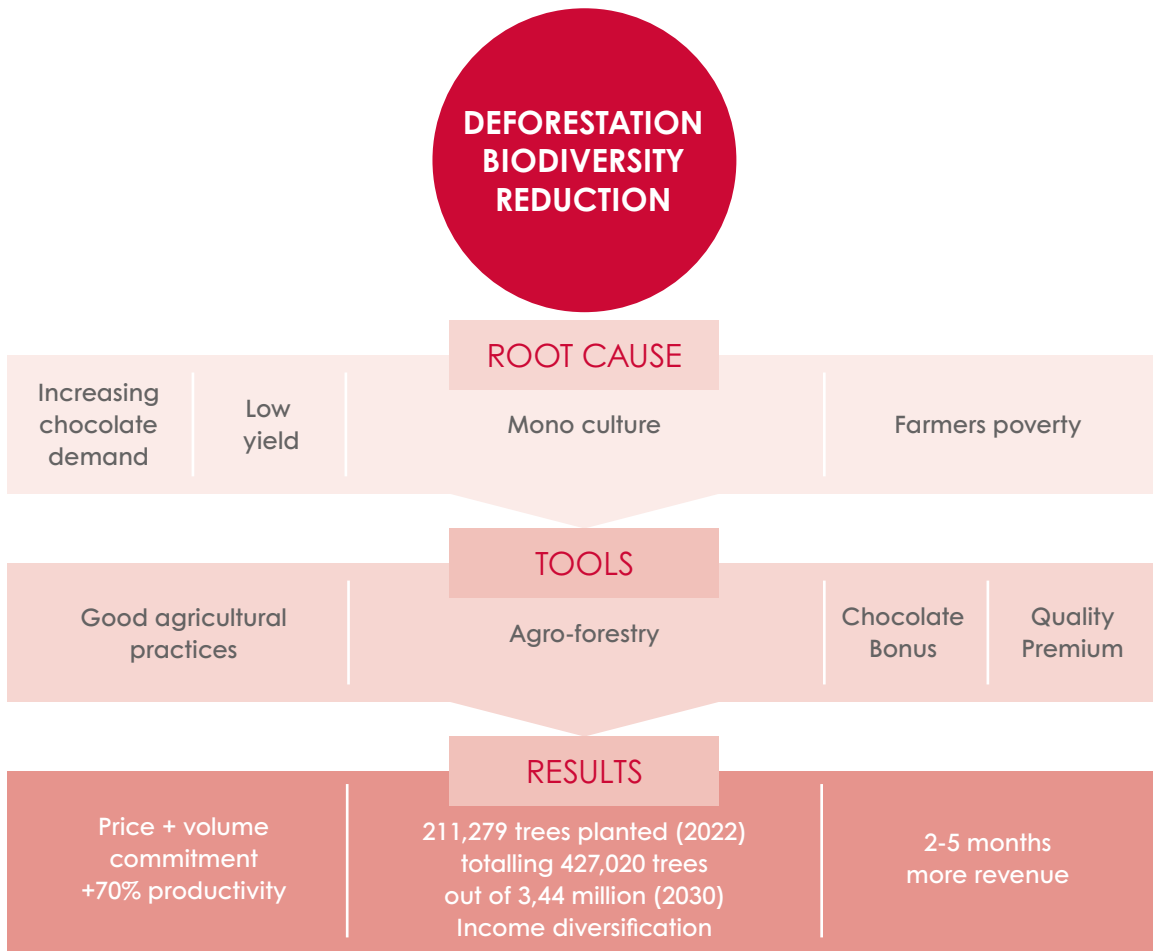 DEFORESTATION
BIODIVERSITY
REDUCTION
ROOT CAUSE
Increasing
chocolate
demand
Low
yield
Mono culture
Farmers poverty
TOOLS
Good agricultural
practices
Agro-forestry
Chocolate
Bonus
Quality
Premium
RESULTS
Price + volume
commitment
+70% productivity
211,279 trees planted (2022)
totalling 427,020 trees
out of 3,44 million (2030)
Income diversification
2-5 months
more revenue